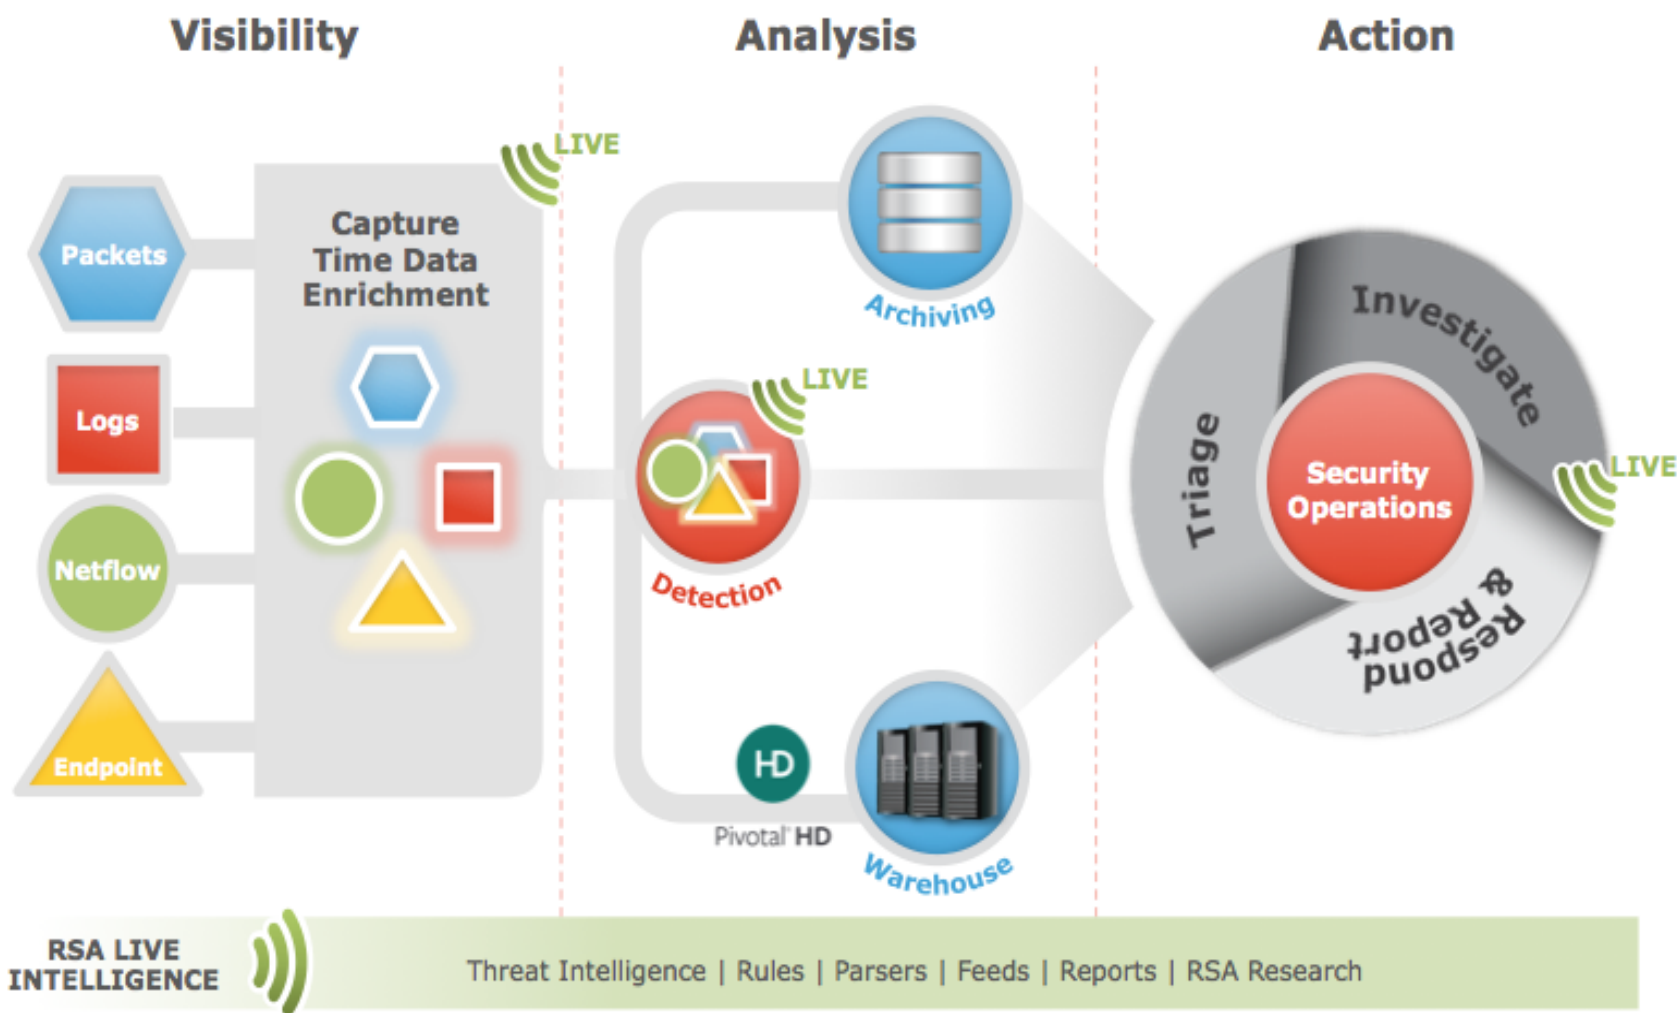 Visibility
Analysis
Action
LIVE
Packets
Logs
Netflow
Endpoint
Capture
Time Data
Enrichment
Archiving
LIVE
Detection
HD
Pivotal HD
Warehouse
Triage
Investigate
Respond
& Report
Security
Operations
LIVE
RSA LIVE
INTELLIGENCE
Threat Intelligence | Rules | Parsers | Feeds | Reports | RSA Research